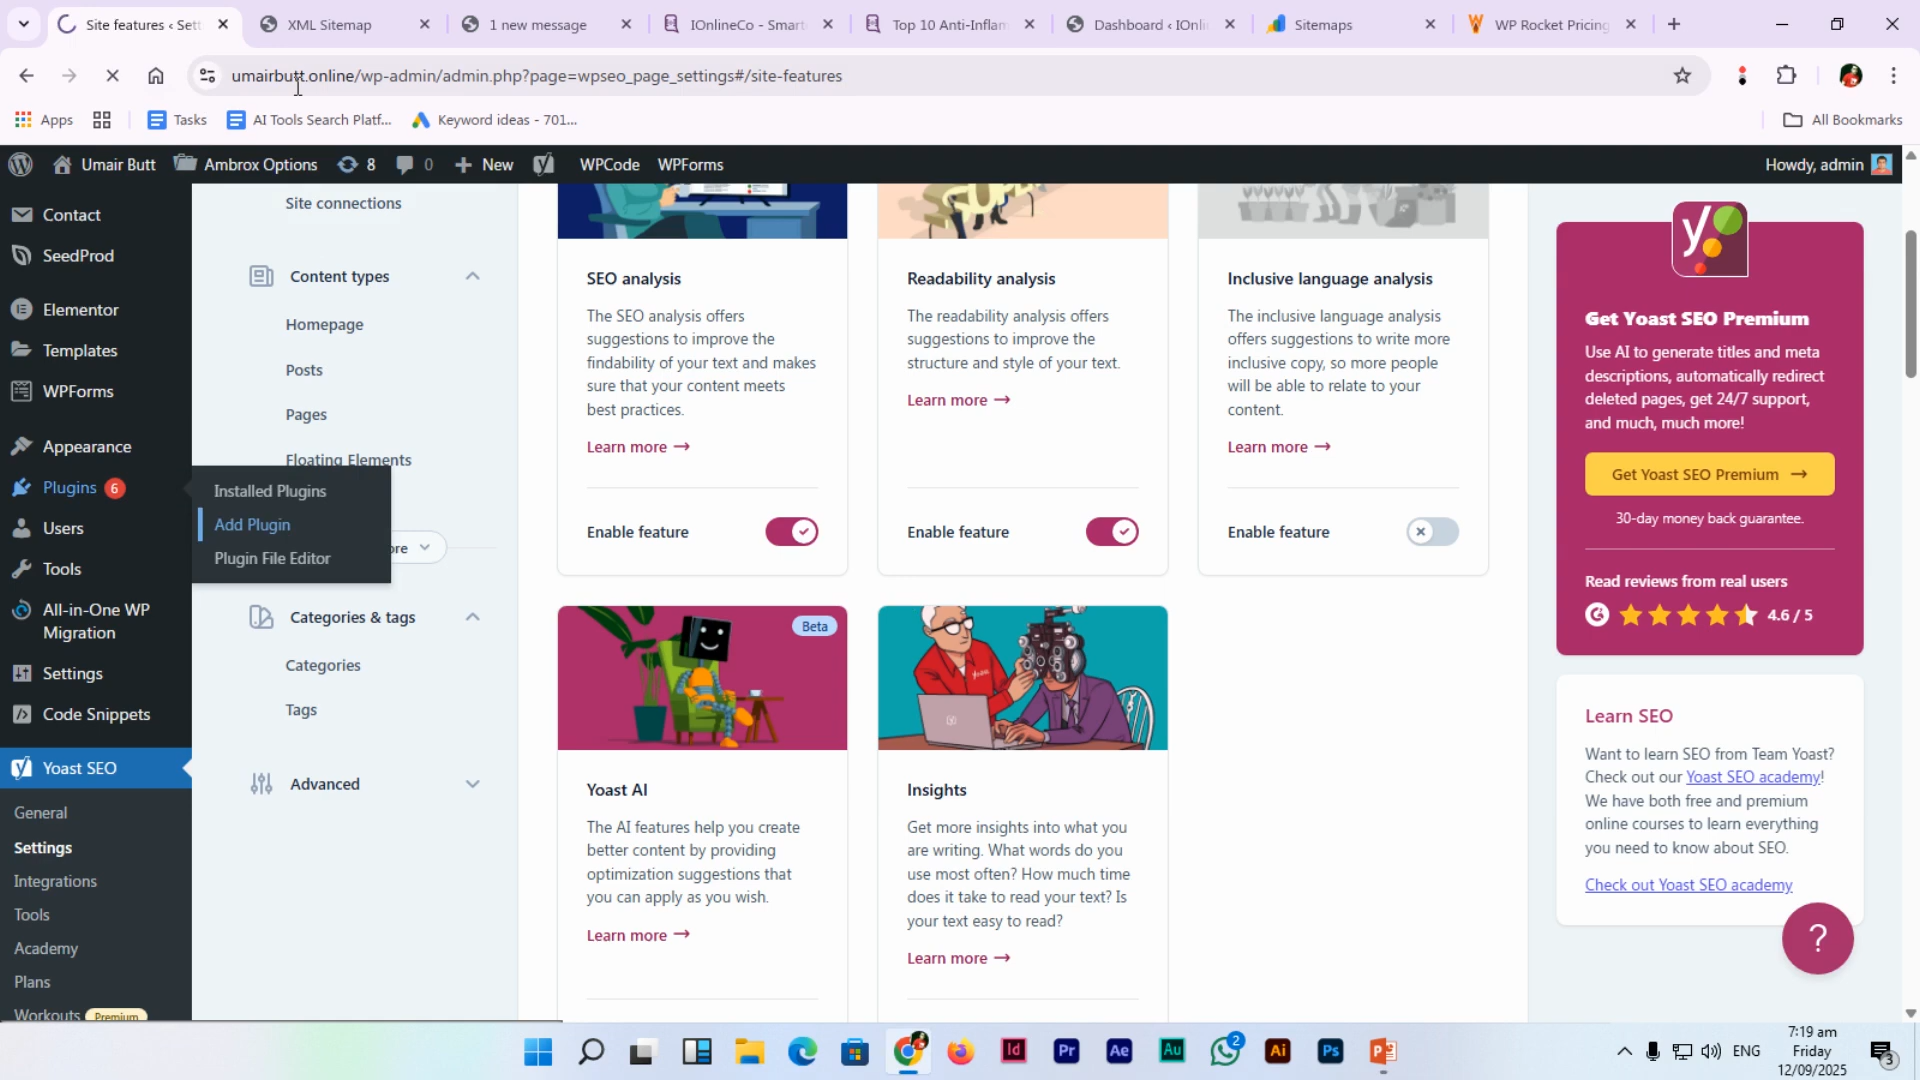 Site features ‹ Sett
XML Sitemap
1 new message
IOnlineCo - Smart
Top 10 Anti-Inflam
Dashboard ‹ IOnli
Sitemaps
WP Rocket Pricing
umairbutt.online/wp-admin/admin.php?page=wpseo_page_settings#/site-features
Apps
Tasks
AI Tools Search Platf...
Keyword ideas - 701...
All Bookmarks
Umair Butt
Ambrox Options
8
0
New
WPCode
WPForms
Howdy, admin
Contact
SeedProd
Elementor
Templates
WPForms
Appearance
Plugins 6
Users
Tools
All-in-One WP
Migration
Settings
Code Snippets
Yoast SEO
General
Settings
Integrations
Tools
Academy
Plans
Workouts Premium
Installed Plugins
Add Plugin
Plugin File Editor
Site connections
Content types
Homepage
Posts
Pages
Floating Elements
Categories & tags
Categories
Tags
Advanced
SEO analysis
The SEO analysis offers
suggestions to improve the
findability of your text and makes
sure that your content meets
best practices.
Learn more →
Enable feature
Readability analysis
The readability analysis offers
suggestions to improve the
structure and style of your text.
Learn more →
Enable feature
Inclusive language analysis
The inclusive language analysis
offers suggestions to write more
inclusive copy, so more people
will be able to relate to your
content.
Learn more →
Enable feature
Beta
Yoast AI
The AI features help you create
better content by providing
optimization suggestions that
you can apply as you wish.
Learn more →
Insights
Get more insights into what you
are writing. What words do you
use most often? How much time
does it take to read your text? Is
your text easy to read?
Learn more →
Get Yoast SEO Premium
Use AI to generate titles and meta
descriptions, automatically redirect
deleted pages, get 24/7 support,
and much, much more!
Get Yoast SEO Premium →
30-day money back guarantee.
Read reviews from real users
4.6 / 5
Learn SEO
Want to learn SEO from Team Yoast?
Check out our Yoast SEO academy!
We have both free and premium
online courses to learn everything
you need to know about SEO.
Check out Yoast SEO academy
?
Id
Pr
Ae
Au
2
Ai
Ps
ENG
7:19 am
Friday
12/09/2025
3